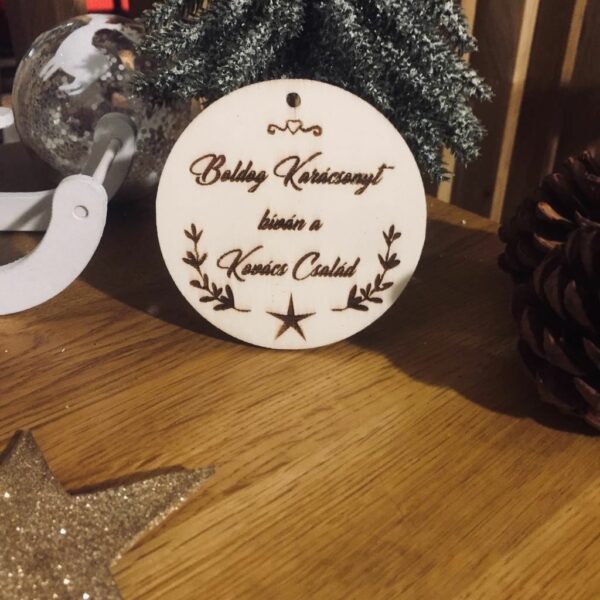 Boldog Karácsonyt
kíván a
Kovács Család